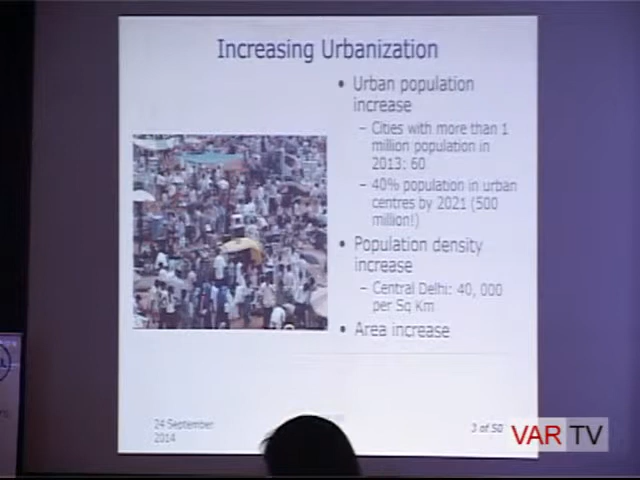 Increasing Urbanization
• Urban population
increase
– Cities with more than 1
million population in
2013: 60
– 40% population in urban
centres by 2021 (500
million!)
• Population density
increase
– Central Delhi: 40, 000
per Sq Km
• Area increase
24 September
2014
3 of 50
VAR TV